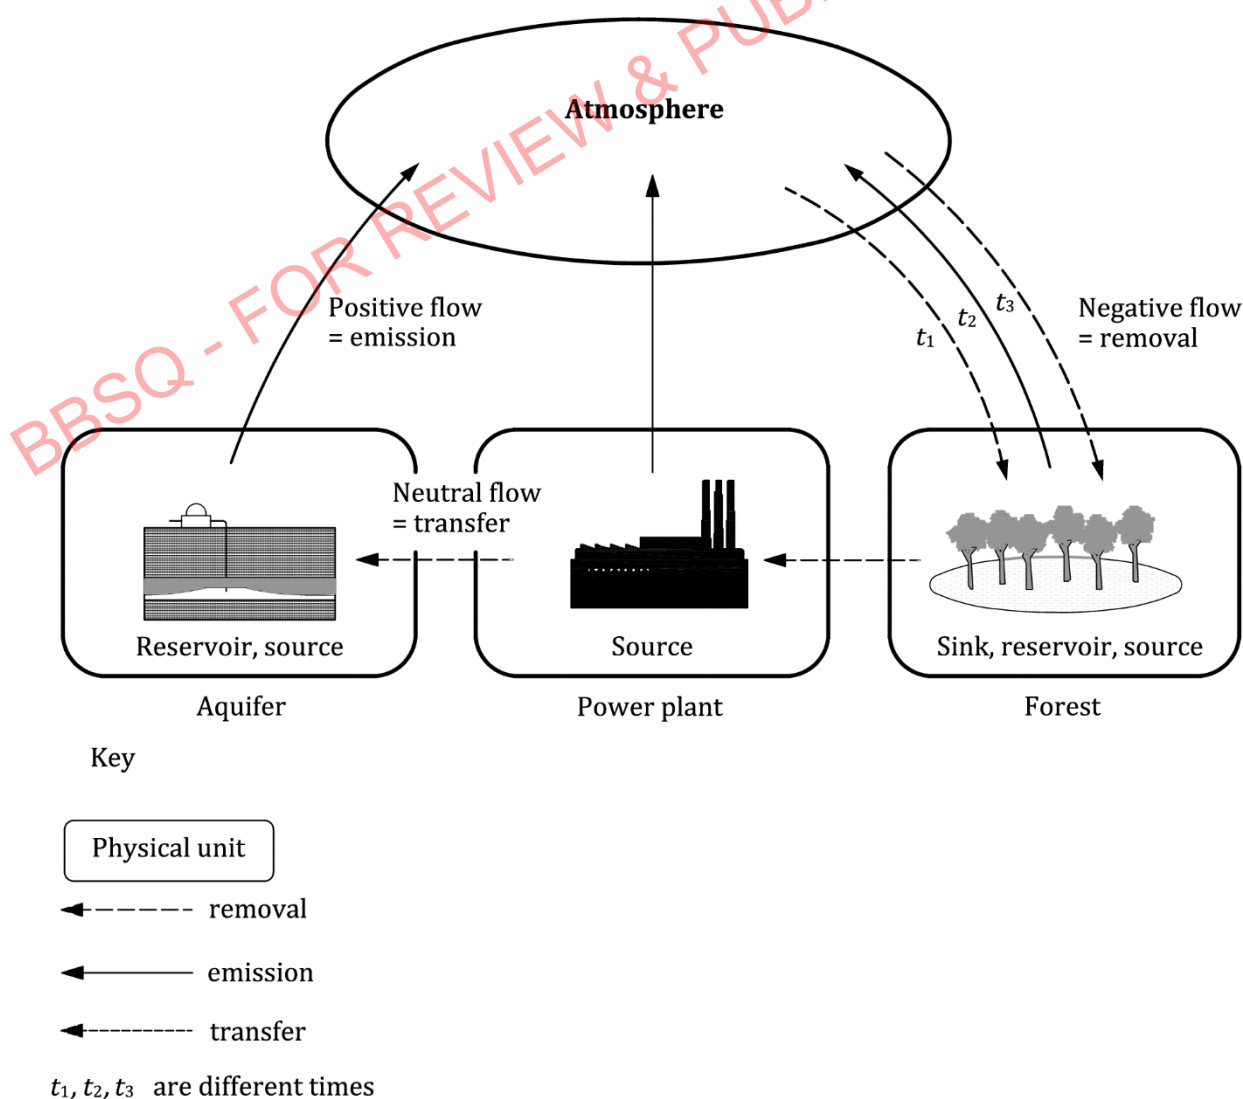 BBSQ - FOR REVIEW & PUB
Atmosphere
Positive flow
= emission
t1
t2
t3
Negative flow
= removal
Neutral flow
= transfer
Reservoir, source
Source
Sink, reservoir, source
Aquifer
Power plant
Forest
Key
Physical unit
removal
emission
transfer
t1, t2, t3 are different times